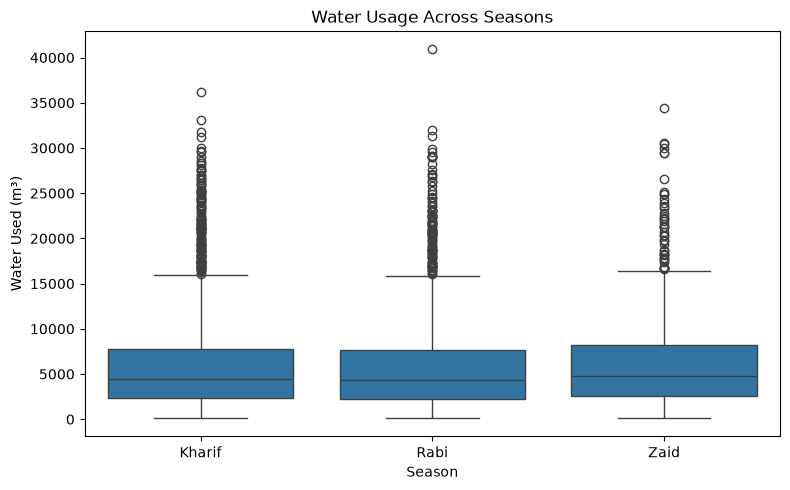 Water Usage Across Seasons
Water Used (m³)
40000
35000
30000
25000
20000
15000
10000
5000
0
Kharif Rabi Zaid
Season